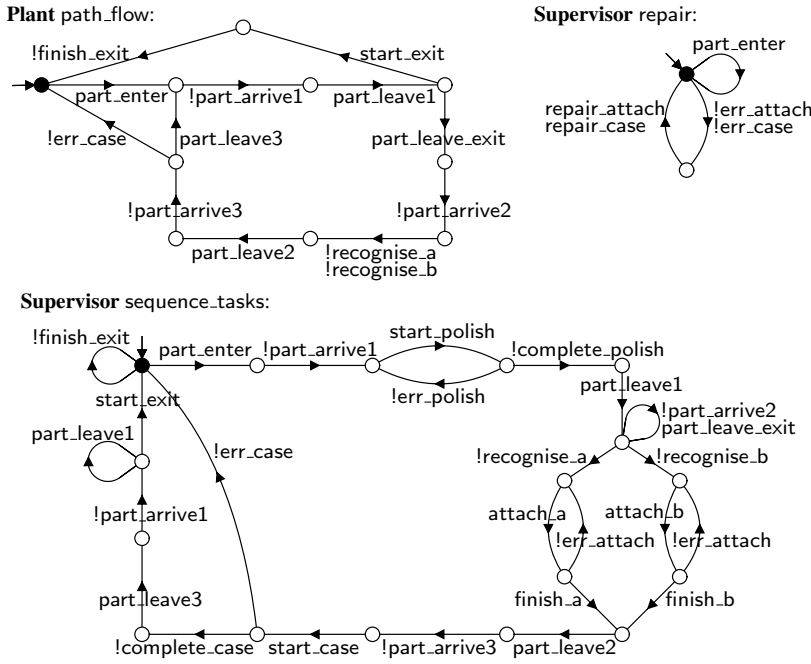 Plant path_flow:
Supervisor repair:
!finish_exit
start_exit
part_enter
part_enter
!part_arrive1
part_leave1
!err_case
part_leave3
part_leave_exit
repair_attach
repair_case
!err_attach
!err_case
!part_arrive3
!part_arrive2
part_leave2
!recognise_a
!recognise_b
Supervisor sequence_tasks:
!finish_exit
part_enter
!part_arrive1
start_polish
!complete_polish
!err_polish
part_leave1
start_exit
part_leave1
!err_case
!part_arrive2
part_leave_exit
!recognise_a
!recognise_b
!part_arrive1
attach_a
!err_attach
attach_b
!err_attach
part_leave3
finish_a
finish_b
!complete_case
start_case
!part_arrive3
part_leave2